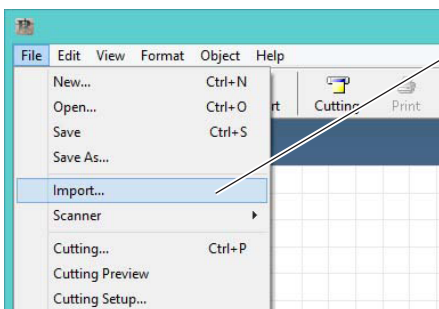 File Edit View Format Object Help
New... Ctrl+N
Open... Ctrl+O
Save Ctrl+S
Save As...
Import...
Scanner
Cutting... Ctrl+P
Cutting Preview
Cutting Setup...
rt Cutting Print